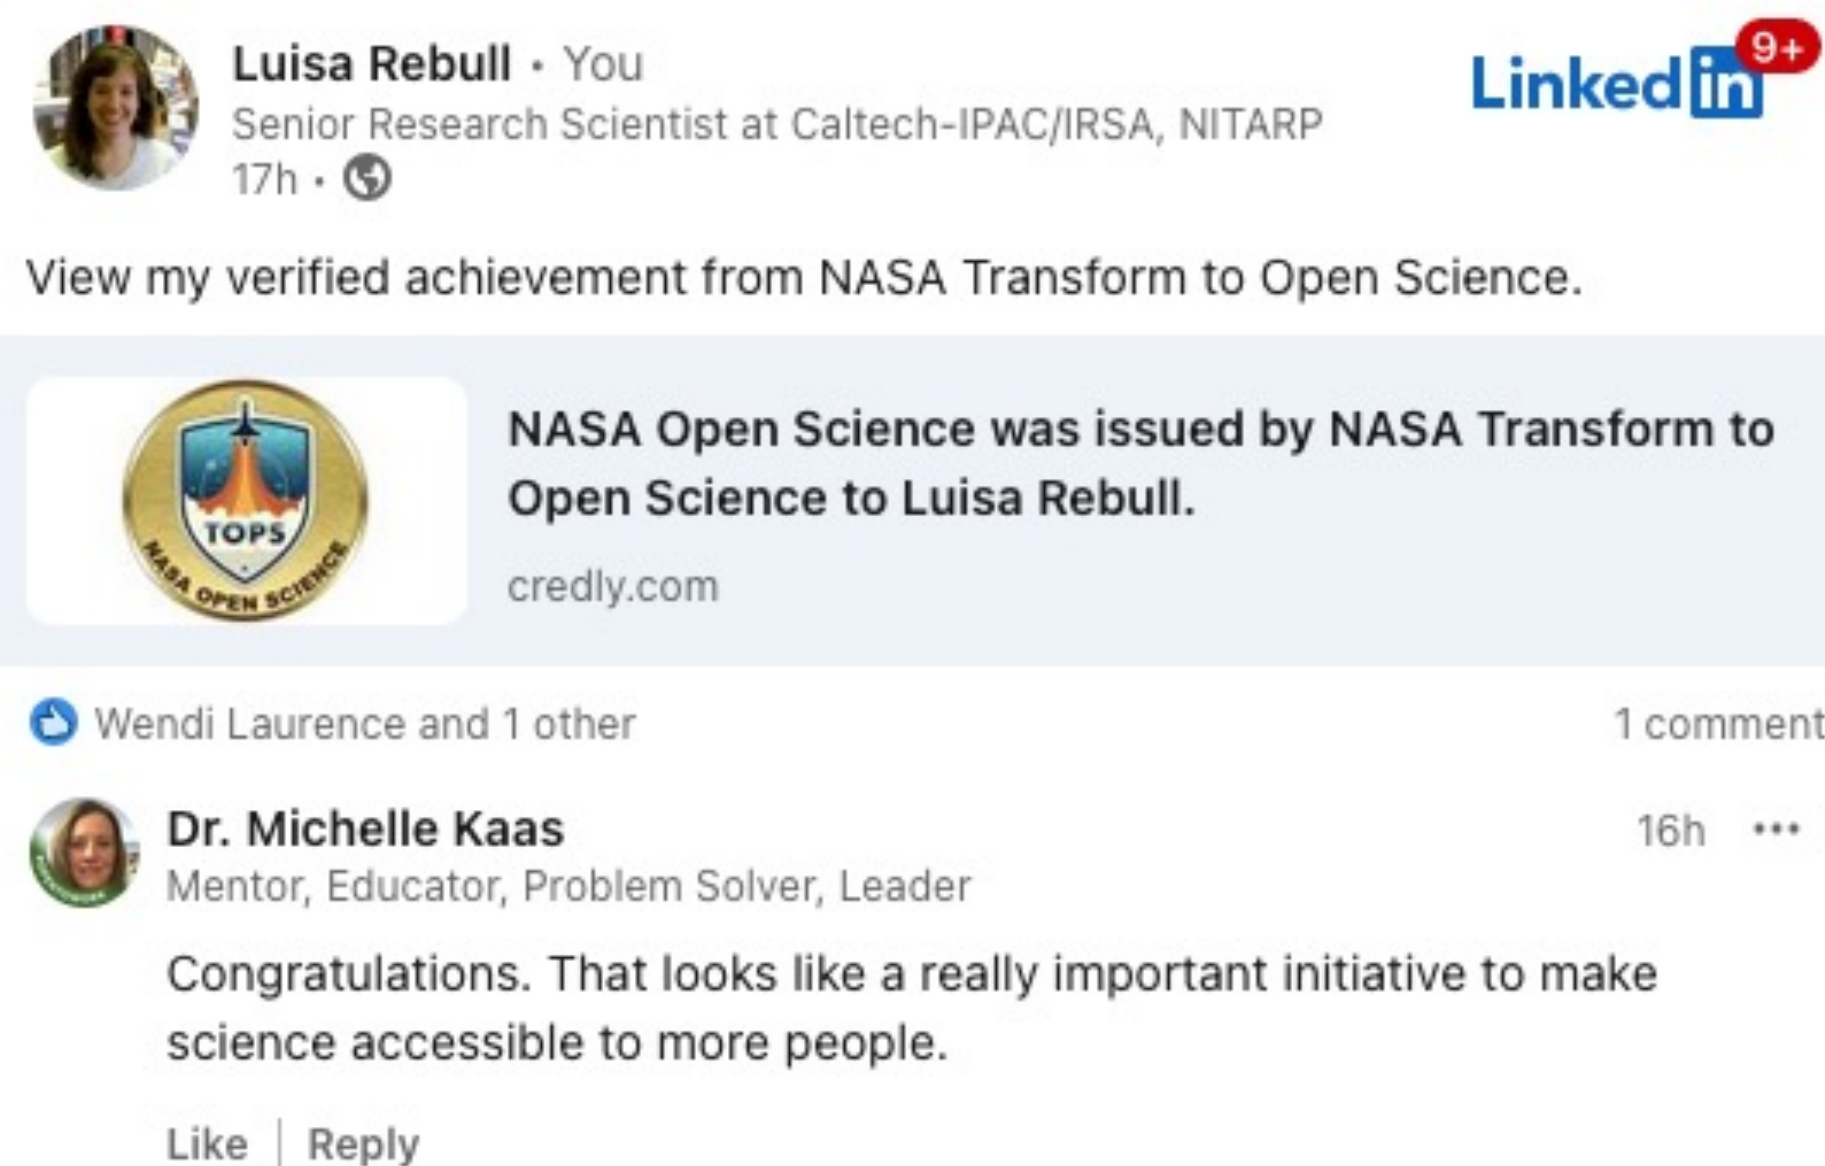 Luisa Rebull • You
LinkedIn 9+
Senior Research Scientist at Caltech-IPAC/IRSA, NITARP
17h •
View my verified achievement from NASA Transform to Open Science.
TOPS
NASA OPEN SCIENCE
NASA Open Science was issued by NASA Transform to
Open Science to Luisa Rebull.
credly.com
Wendi Laurence and 1 other
1 comment
Dr. Michelle Kaas
16h •••
Mentor, Educator, Problem Solver, Leader
Congratulations. That looks like a really important initiative to make
science accessible to more people.
Like | Reply